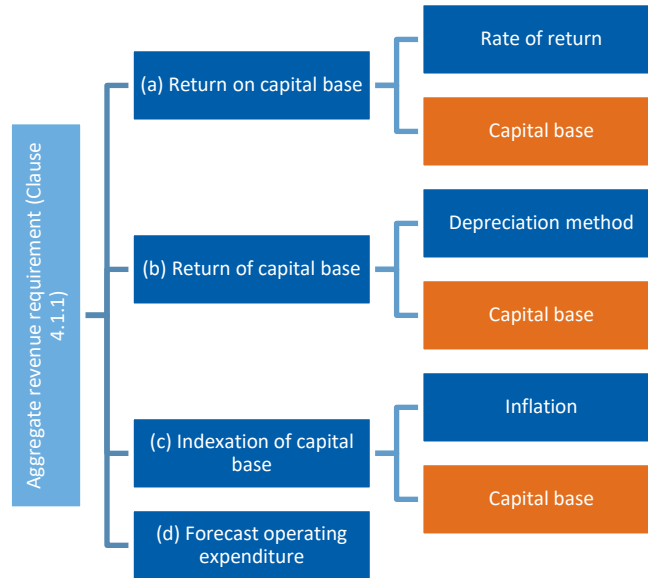 Aggregate revenue requirement (Clause
4.1.1)
(a) Return on capital base
Rate of return
Capital base
(b) Return of capital base
Depreciation method
Capital base
(c) Indexation of capital
base
Inflation
Capital base
(d) Forecast operating
expenditure